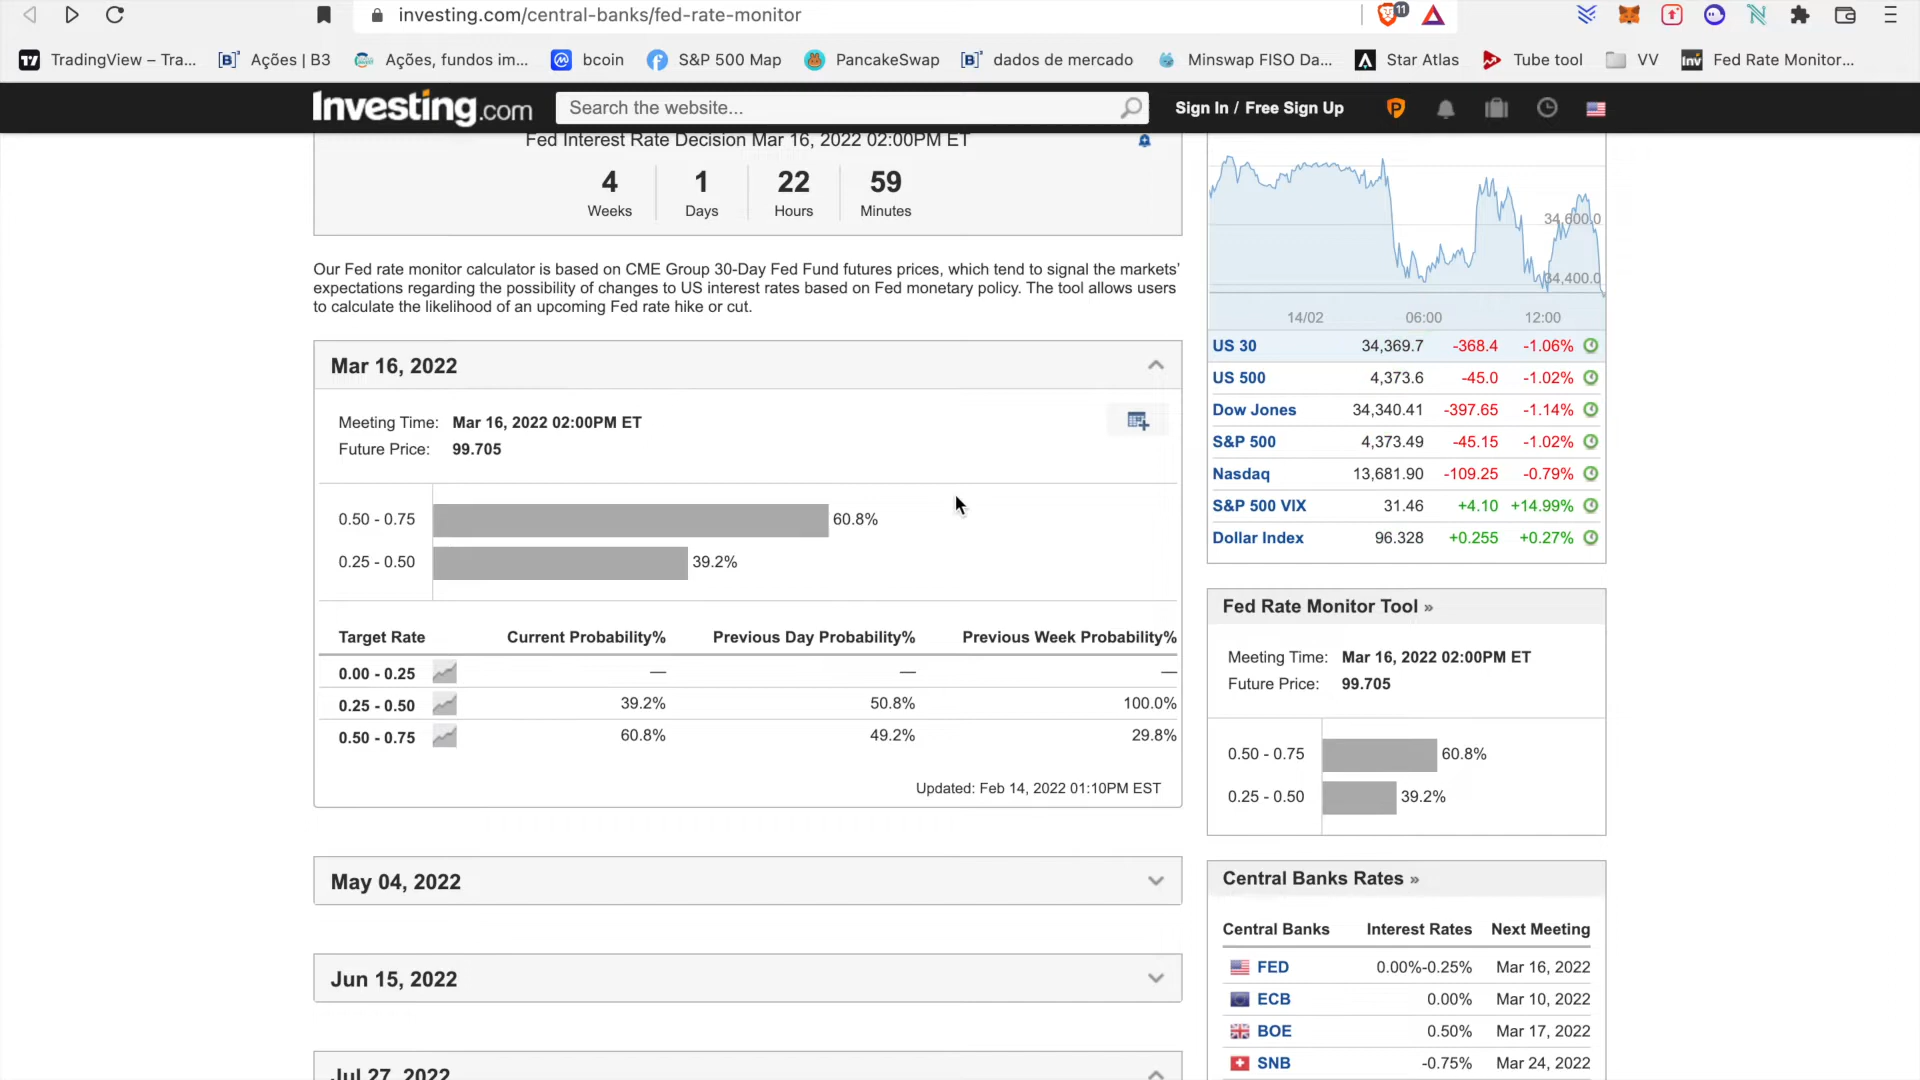 investing.com/central-banks/fed-rate-monitor
11
TradingView – Tra...
Ações | B3
Ações, fundos im...
bcoin
S&P 500 Map
PancakeSwap
dados de mercado
Minswap FISO Da...
Star Atlas
Tube tool
VV
Fed Rate Monitor...
Investing.com
Search the website...
Sign In / Free Sign Up
Fed Interest Rate Decision Mar 16, 2022 02:00PM ET
4 1 22 59
Weeks Days Hours Minutes
Our Fed rate monitor calculator is based on CME Group 30-Day Fed Fund futures prices, which tend to signal the markets'
expectations regarding the possibility of changes to US interest rates based on Fed monetary policy. The tool allows users
to calculate the likelihood of an upcoming Fed rate hike or cut.
Mar 16, 2022
Meeting Time: Mar 16, 2022 02:00PM ET
Future Price: 99.705
0.50 - 0.75 60.8%
0.25 - 0.50 39.2%
Target Rate Current Probability% Previous Day Probability% Previous Week Probability%
0.00 - 0.25 — — —
0.25 - 0.50 39.2% 50.8% 100.0%
0.50 - 0.75 60.8% 49.2% 29.8%
Updated: Feb 14, 2022 01:10PM EST
May 04, 2022
Jun 15, 2022
Jul 27, 2022
34,600.0
34,400.0
14/02 06:00 12:00
US 30 34,369.7 -368.4 -1.06%
US 500 4,373.6 -45.0 -1.02%
Dow Jones 34,340.41 -397.65 -1.14%
S&P 500 4,373.49 -45.15 -1.02%
Nasdaq 13,681.90 -109.25 -0.79%
S&P 500 VIX 31.46 +4.10 +14.99%
Dollar Index 96.328 +0.255 +0.27%
Fed Rate Monitor Tool »
Meeting Time: Mar 16, 2022 02:00PM ET
Future Price: 99.705
0.50 - 0.75 60.8%
0.25 - 0.50 39.2%
Central Banks Rates »
Central Banks Interest Rates Next Meeting
FED 0.00%-0.25% Mar 16, 2022
ECB 0.00% Mar 10, 2022
BOE 0.50% Mar 17, 2022
SNB -0.75% Mar 24, 2022